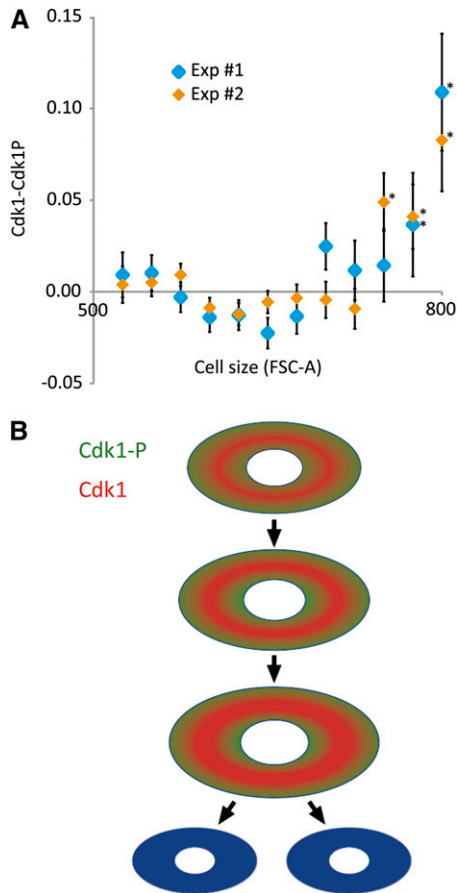 A
Exp #1
Exp #2
Cdk1-Cdk1P
0.15
0.10
0.05
0.00
-0.05
500
800
Cell size (FSC-A)
*
*
*
*
*
B
Cdk1-P
Cdk1